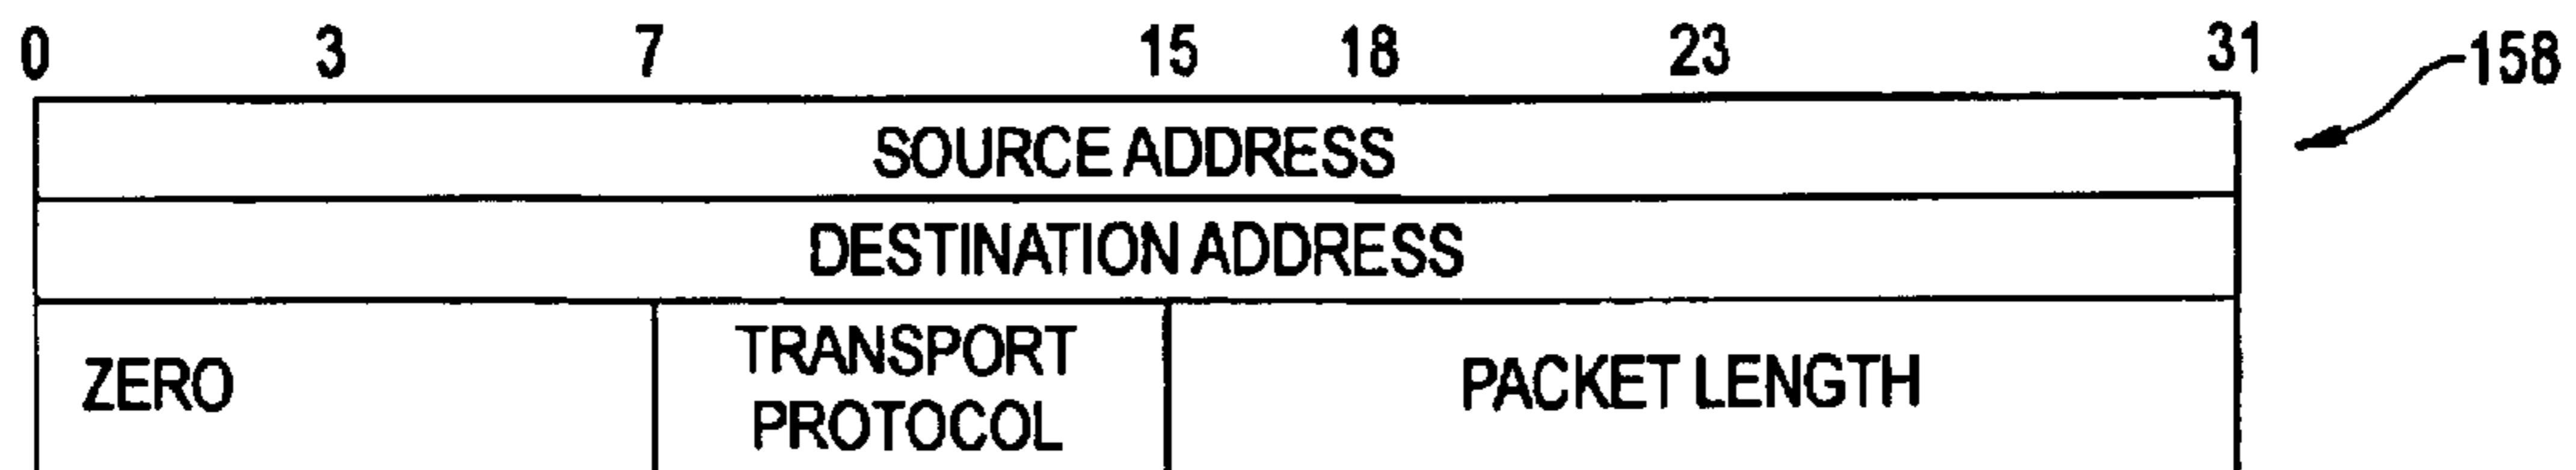 0 3 7 15 18 23 31
158
SOURCE ADDRESS
DESTINATION ADDRESS
ZERO
TRANSPORT
PROTOCOL
PACKET LENGTH